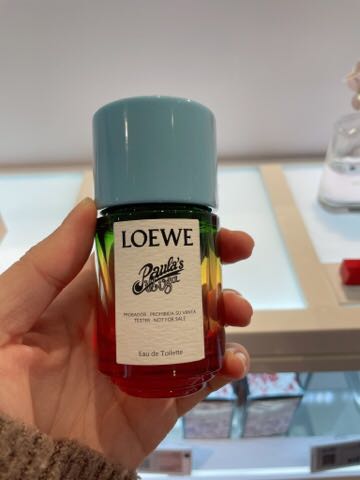 LOEWE
Paula's
Ibiza
PROBADOR - PROHIBIDA SU VENTA
TESTER - NOT FOR SALE
Eau de Toilette